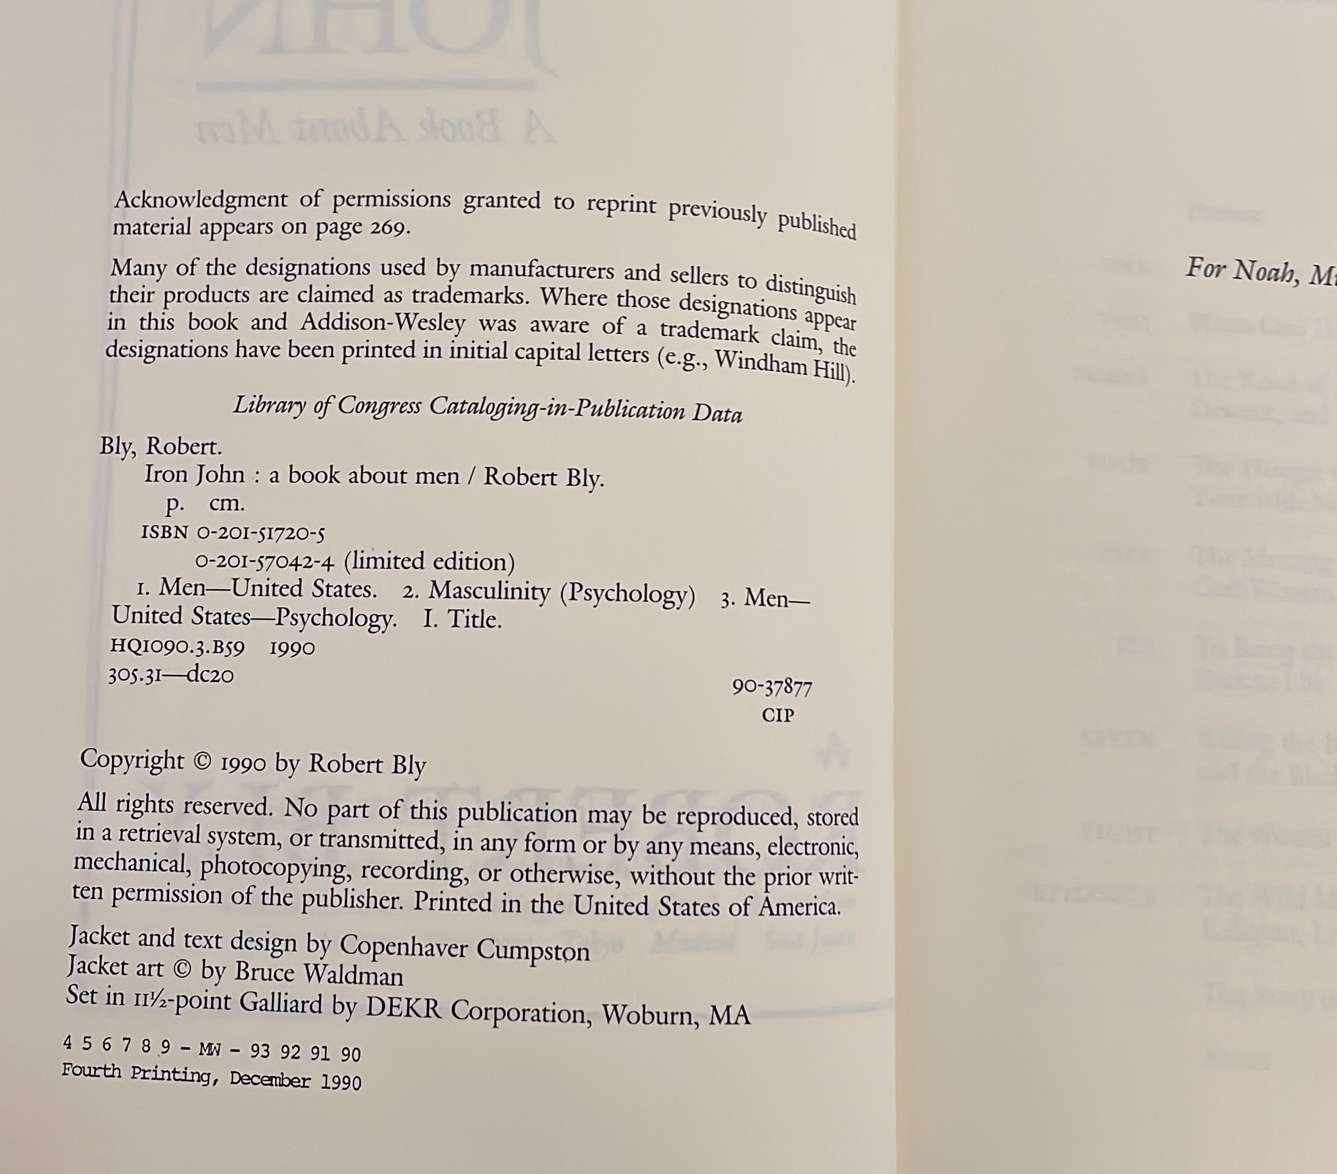 JOHN
A Book About Men
Acknowledgment of permissions granted to reprint previously published
material appears on page 269.
Many of the designations used by manufacturers and sellers to distinguish
their products are claimed as trademarks. Where those designations appear
in this book and Addison-Wesley was aware of a trademark claim, the
designations have been printed in initial capital letters (e.g., Windham Hill).
Library of Congress Cataloging-in-Publication Data
Bly, Robert.
Iron John : a book about men / Robert Bly.
p. cm.
ISBN 0-201-51720-5
0-201-57042-4 (limited edition)
1. Men—United States. 2. Masculinity (Psychology) 3. Men—
United States—Psychology. I. Title.
HQ1090.3.B59 1990
305.31—dc20
90-37877
CIP
Copyright © 1990 by Robert Bly
All rights reserved. No part of this publication may be reproduced, stored
in a retrieval system, or transmitted, in any form or by any means, electronic,
mechanical, photocopying, recording, or otherwise, without the prior writ-
ten permission of the publisher. Printed in the United States of America.
Jacket and text design by Copenhaver Cumpston
Jacket art © by Bruce Waldman
Set in 11½-point Galliard by DEKR Corporation, Woburn, MA
4 5 6 7 8 9 - MW - 93 92 91 90
Fourth Printing, December 1990
For Noah,